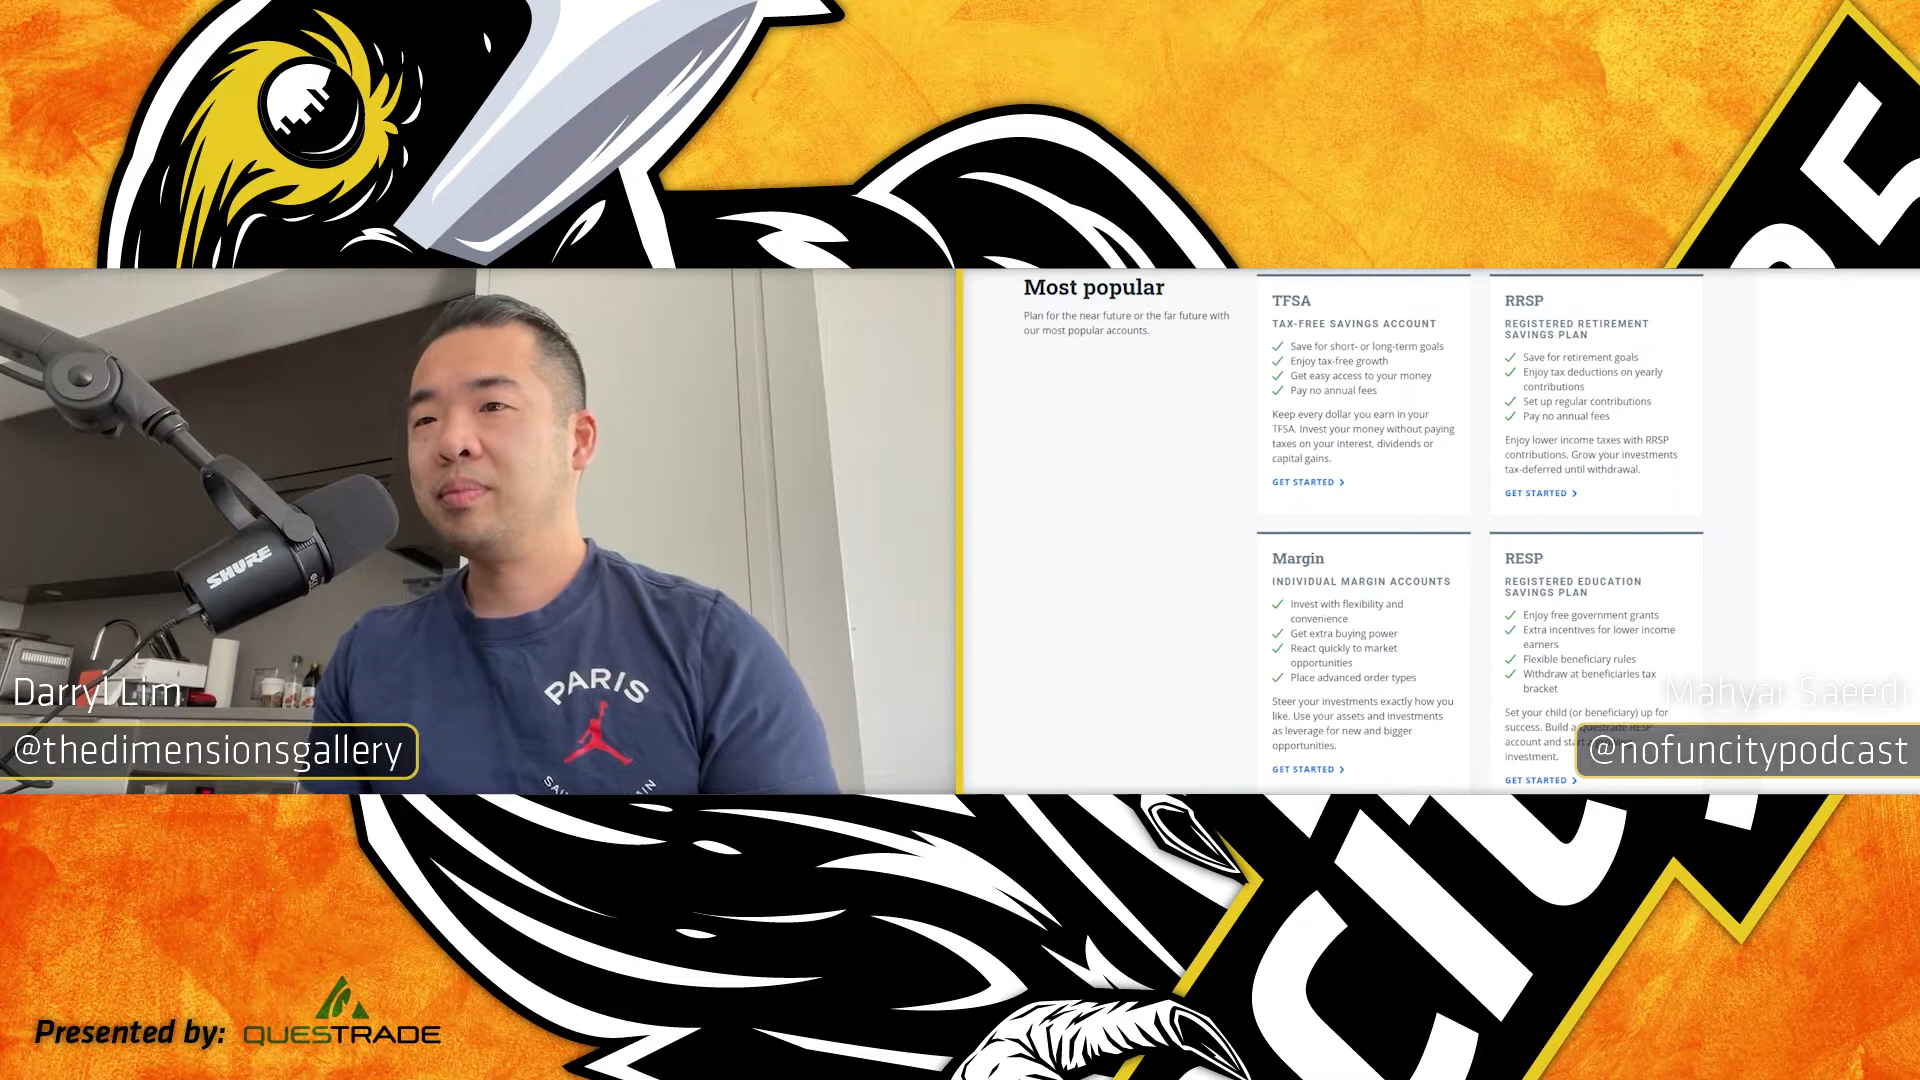 Most popular
Plan for the near future or the far future with
our most popular accounts.
TFSA
TAX-FREE SAVINGS ACCOUNT
Save for short- or long-term goals
Enjoy tax-free growth
Get easy access to your money
Pay no annual fees
Keep every dollar you earn in your
TFSA. Invest your money without paying
taxes on your interest, dividends or
capital gains.
GET STARTED
RRSP
REGISTERED RETIREMENT
SAVINGS PLAN
Save for retirement goals
Enjoy tax deductions on yearly
contributions
Set up regular contributions
Pay no annual fees
Enjoy lower income taxes with RRSP
contributions. Grow your investments
tax-deferred until withdrawal.
GET STARTED
Margin
INDIVIDUAL MARGIN ACCOUNTS
Invest with flexibility and
convenience
Get extra buying power
React quickly to market
opportunities
Place advanced order types
Steer your investments exactly how you
like. Use your assets and investments
as leverage for new and bigger
opportunities.
GET STARTED
RESP
REGISTERED EDUCATION
SAVINGS PLAN
Enjoy free government grants
Extra incentives for lower income
earners
Flexible beneficiary rules
Withdraw at beneficiaries tax
bracket
Set your child (or beneficiary) up for
success. Build a Questrade RESP
account and start
investment.
GET STARTED
SHURE
PARIS
Darryl Lim
@thedimensionsgallery
Mahyar Saeedi
@nofuncitypodcast
Presented by: QUESTRADE